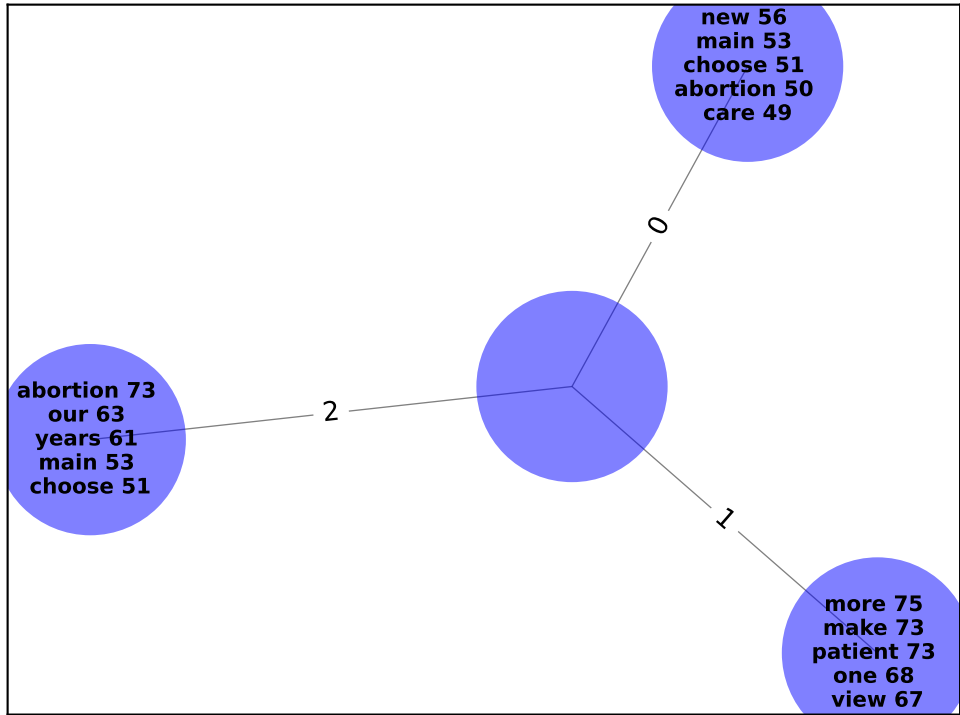 new 56
main 53
choose 51
abortion 50
care 49
0
abortion 73
our 63
years 61
main 53
choose 51
2
1
more 75
make 73
patient 73
one 68
view 67